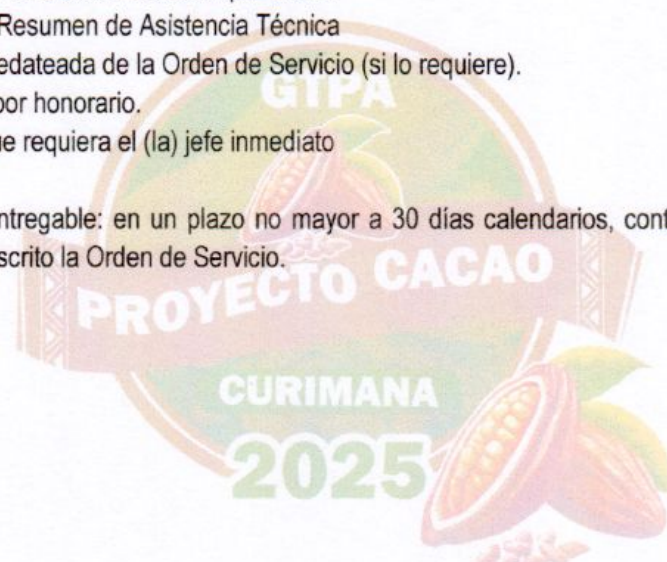 Resumen de Asistencia Técnica
edateada de la Orden de Servicio (si lo requiere).
por honorario.
ue requiera el (la) jefe inmediato
GTPA
ntregable: en un plazo no mayor a 30 días calendarios, cont
scrito la Orden de Servicio.
PROYECTO CACAO
CURIMANA
2025